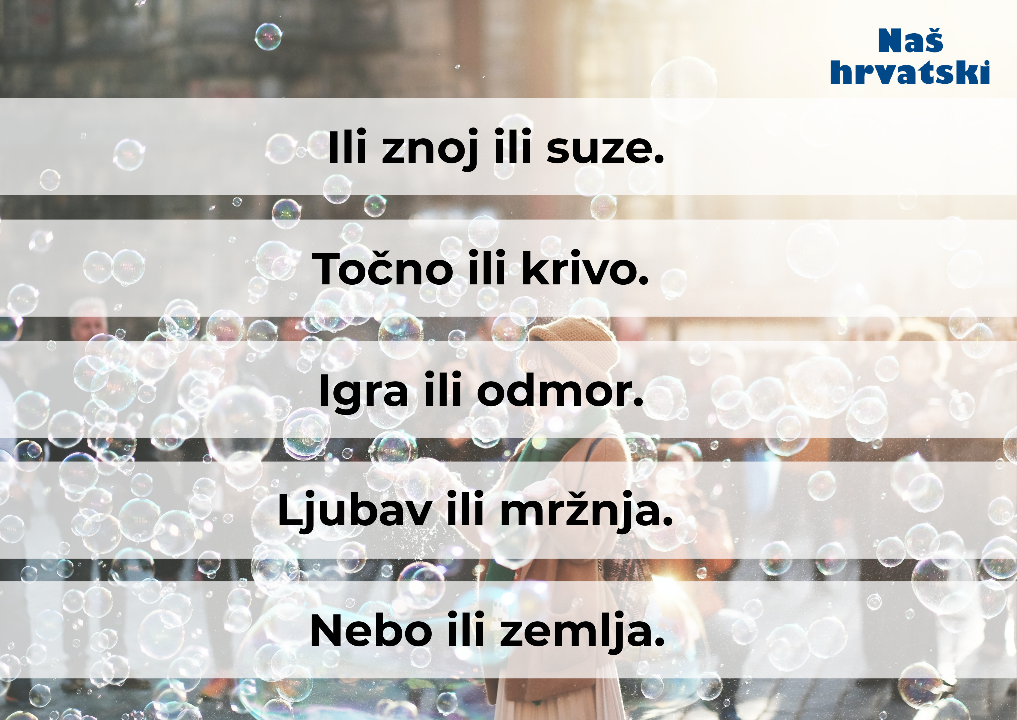 Naš
hrvatski
Ili znoj ili suze.
Točno ili krivo.
Igra ili odmor.
Ljubav ili mržnja.
Nebo ili zemlja.